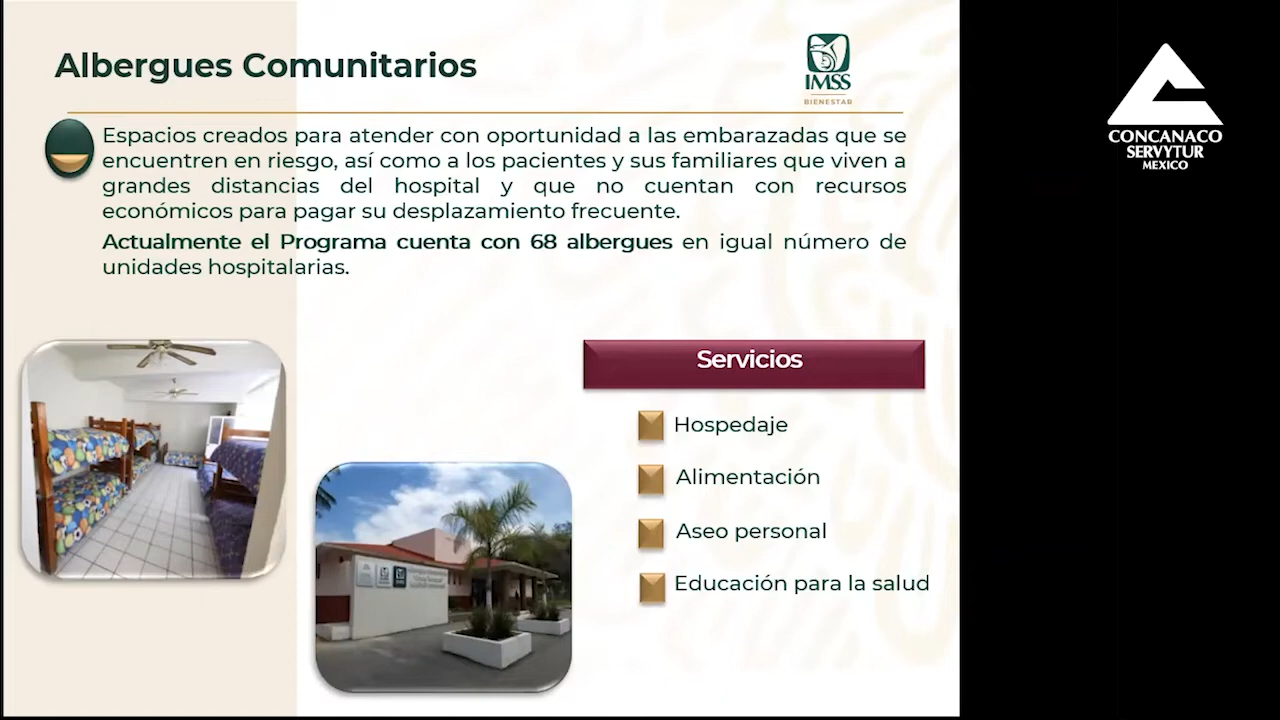 Albergues Comunitarios
IMSS
BIENESTAR
Espacios creados para atender con oportunidad a las embarazadas que se
encuentren en riesgo, así como a los pacientes y sus familiares que viven a
grandes distancias del hospital y que no cuentan con recursos
económicos para pagar su desplazamiento frecuente.
Actualmente el Programa cuenta con 68 albergues en igual número de
unidades hospitalarias.
Servicios
Hospedaje
Alimentación
Aseo personal
Educación para la salud
CONCANACO
SERVYTUR
MEXICO